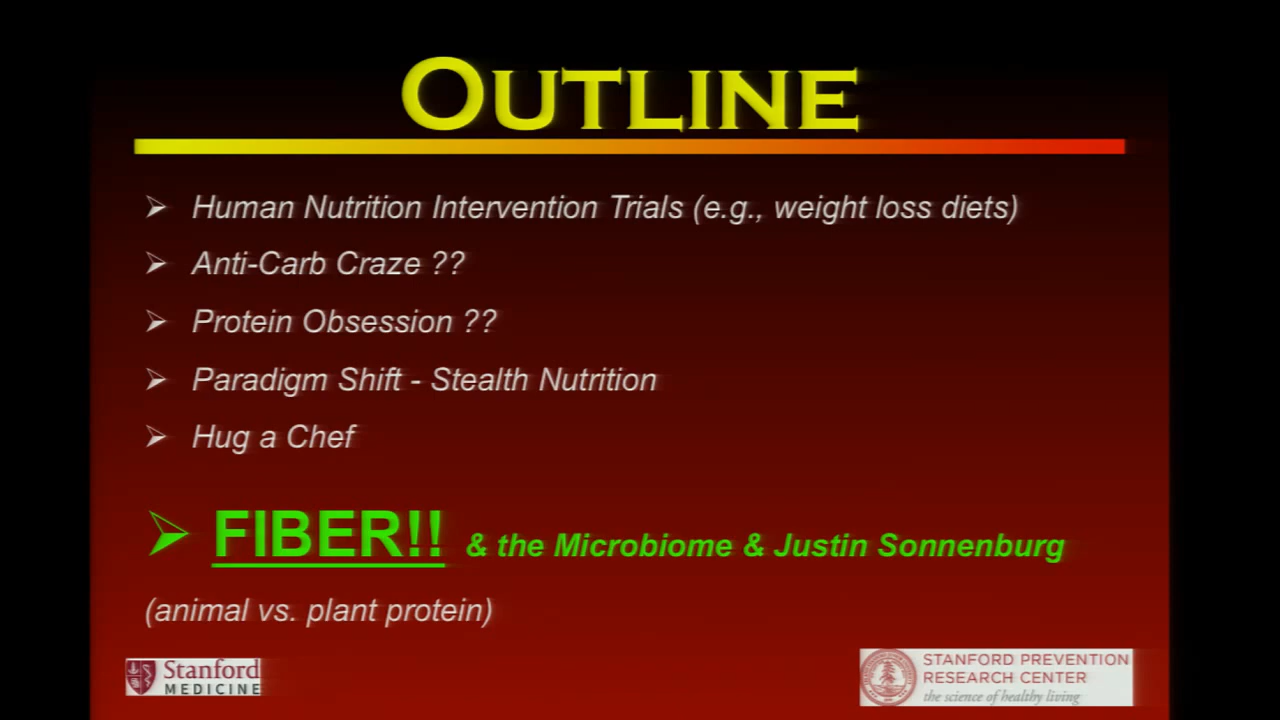 OUTLINE
➢ Human Nutrition Intervention Trials (e.g., weight loss diets)
➢ Anti-Carb Craze ??
➢ Protein Obsession ??
➢ Paradigm Shift - Stealth Nutrition
➢ Hug a Chef
➢ FIBER!! & the Microbiome & Justin Sonnenburg
(animal vs. plant protein)
Stanford
MEDICINE
STANFORD PREVENTION
RESEARCH CENTER
the science of healthy living